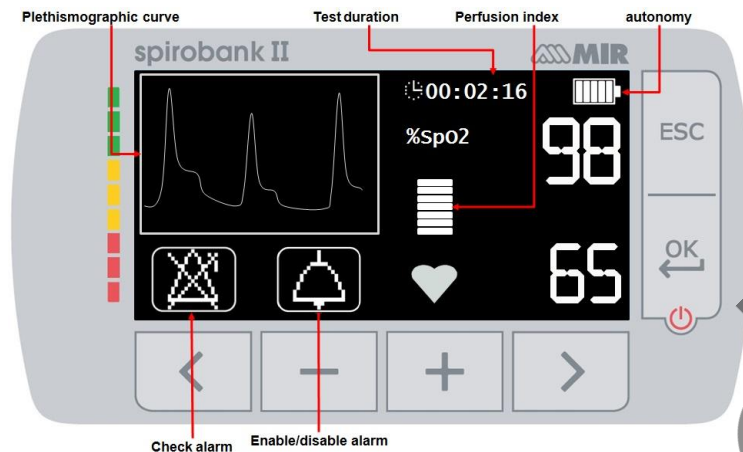 Plethismographic curve
Test duration
Perfusion index
autonomy
spirobank II
MIR
00:02:16
%SpO2
98
65
ESC
OK
Check alarm
Enable/disable alarm